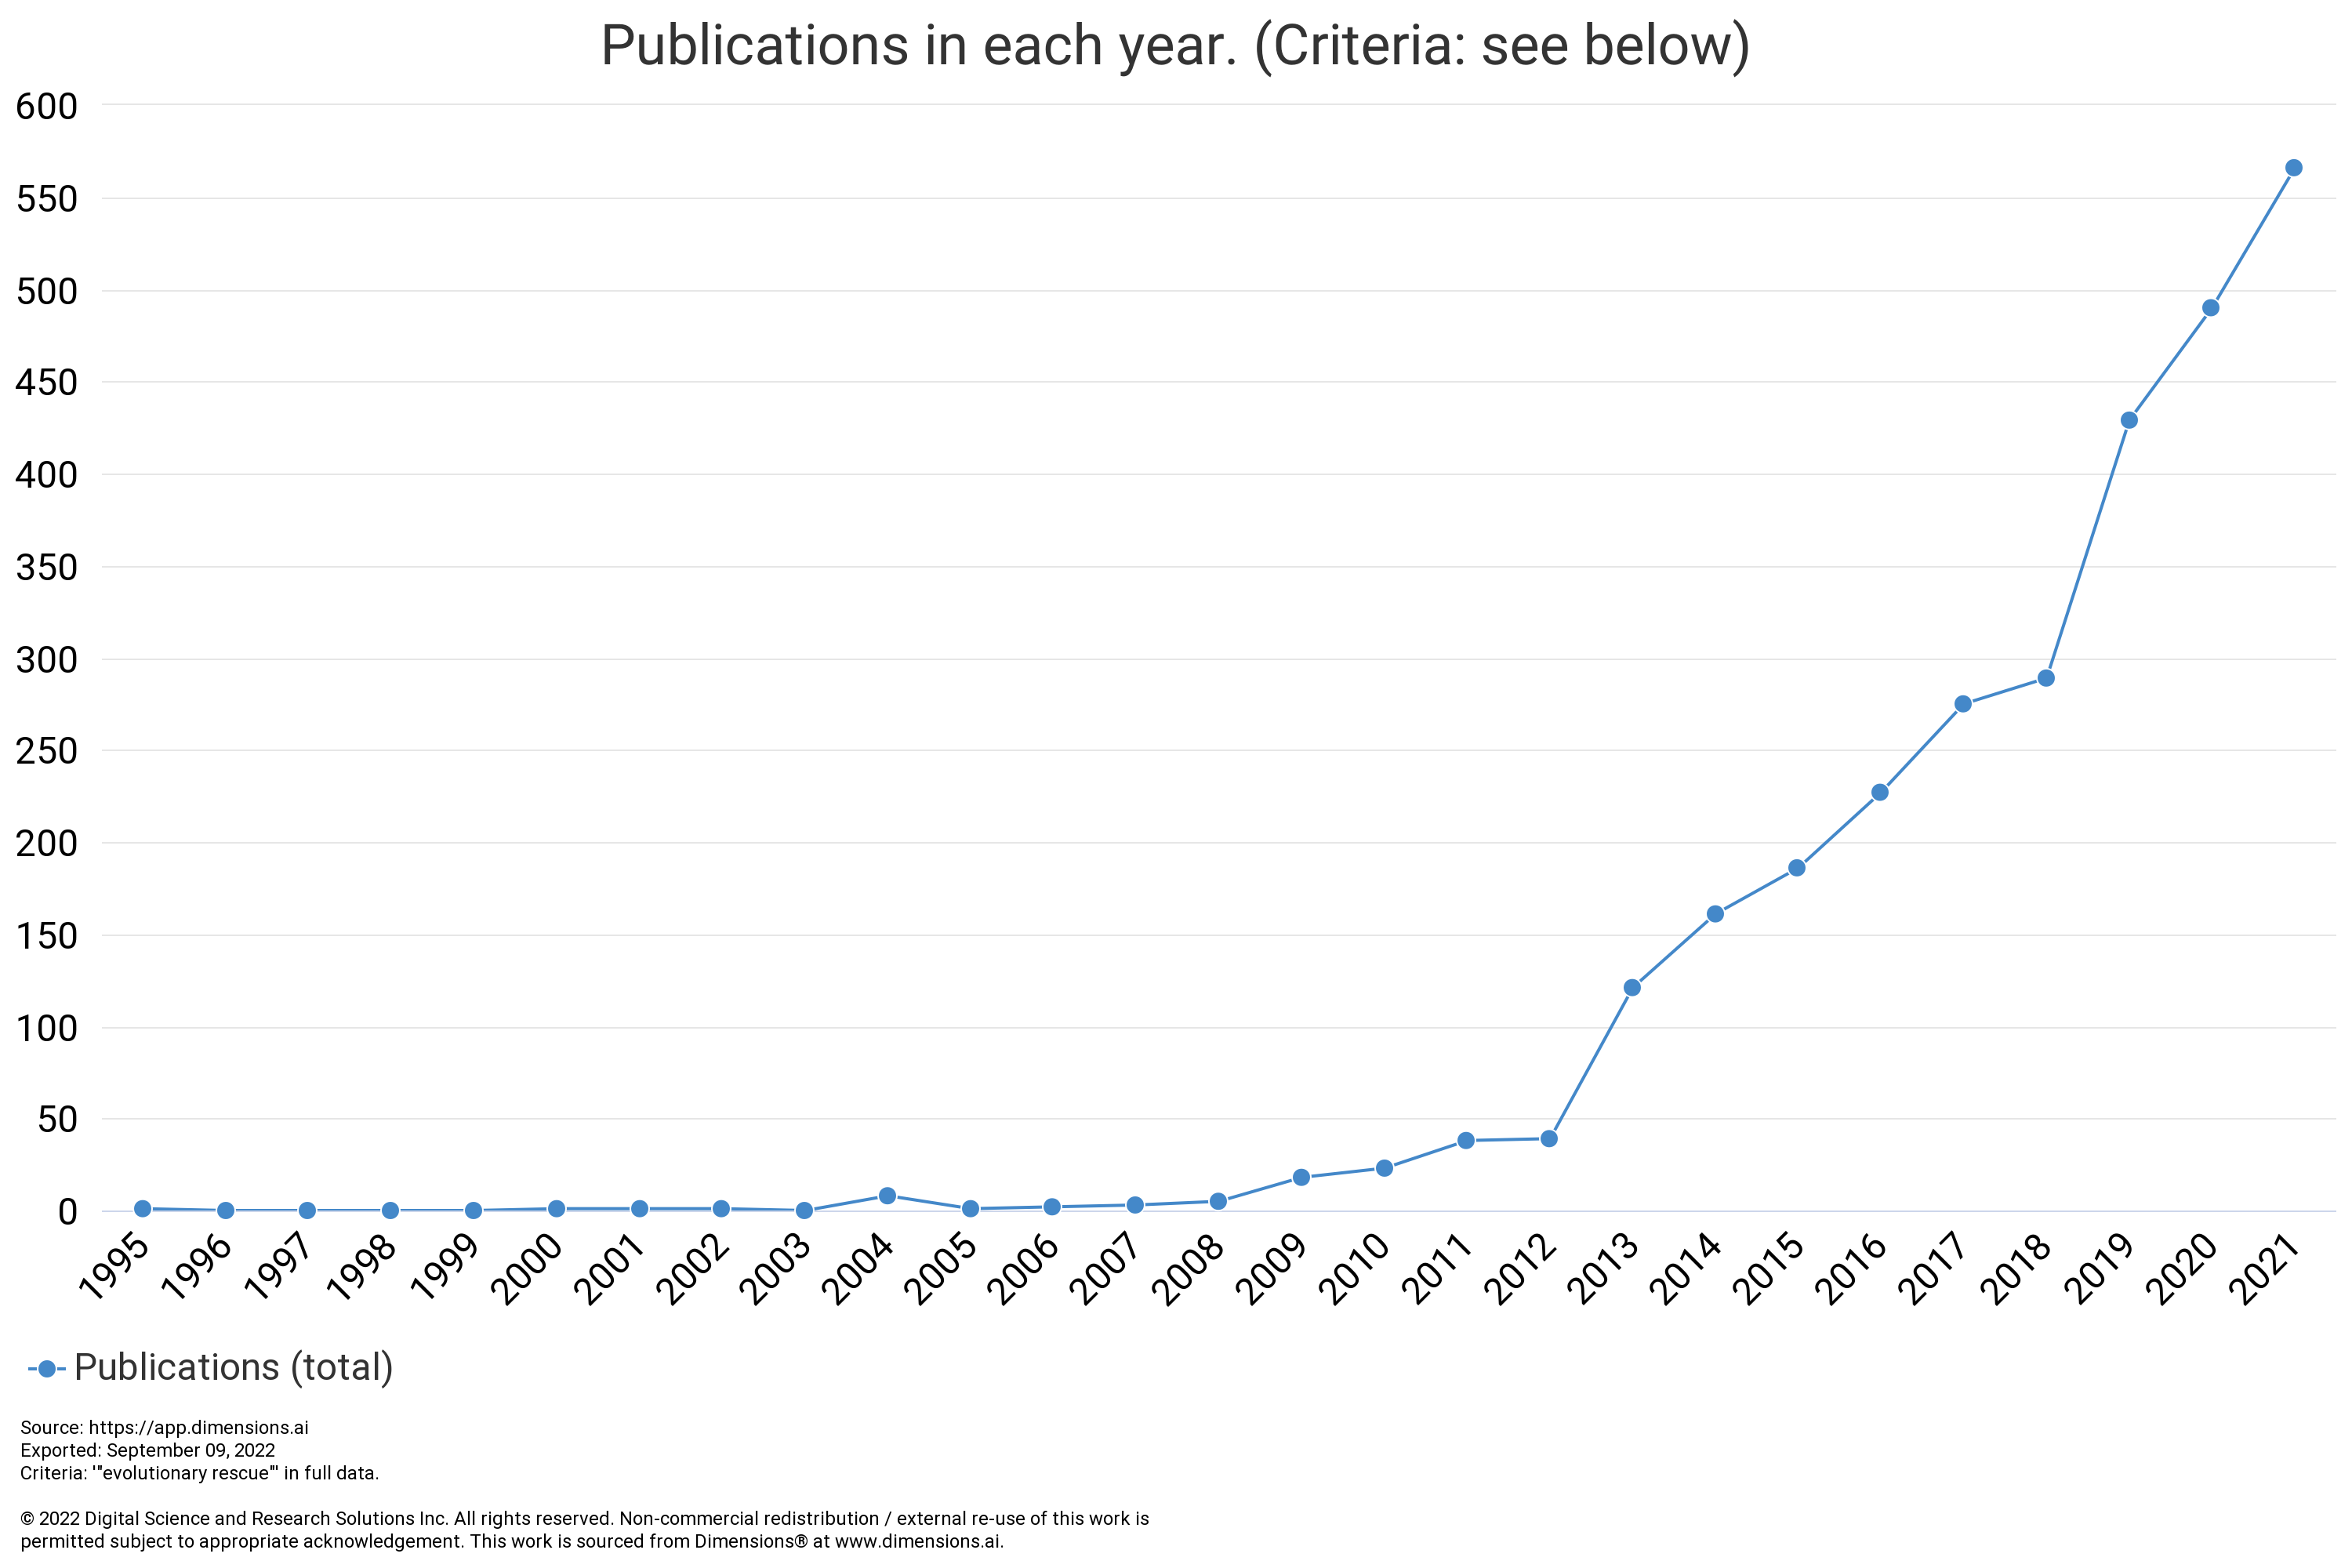 Publications in each year. (Criteria: see below)
600
550
500
450
400
350
300
250
200
150
100
50
0
1995 1996 1997 1998 1999 2000 2001 2002 2003 2004 2005 2006 2007 2008 2009 2010 2011 2012 2013 2014 2015 2016 2017 2018 2019 2020 2021
Publications (total)
Source: https://app.dimensions.ai
Exported: September 09, 2022
Criteria: '"evolutionary rescue"' in full data.
© 2022 Digital Science and Research Solutions Inc. All rights reserved. Non-commercial redistribution / external re-use of this work is
permitted subject to appropriate acknowledgement. This work is sourced from Dimensions® at www.dimensions.ai.